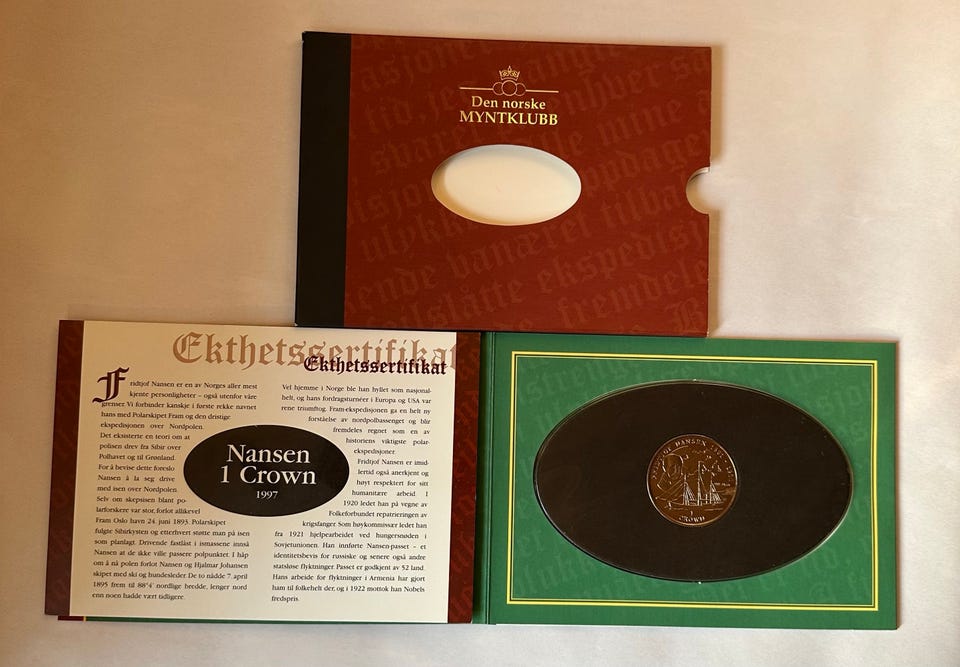 Den norske
MYNTKLUBB
Ekthetssertifikat
Ekthetssertifikat
Fridtjof Nansen er en av Norges aller mest
kjente personligheter – også utenfor våre
grenser. Vi forbinder kanskje i første rekke navnet
hans med Polarskipet Fram og den dristige
ekspedisjonen over Nordpolen.
Det eksisterte en teori om at
polisen drev fra Sibir over
Polhavet og til Grønland.
For å bevise dette foreslo
Nansen å la seg drive
med isen over Nordpolen.
Selv om skepsisen blant po-
larforskere var stor, forlot allikevel
Fram Oslo havn 24. juni 1893. Polarskipet
fulgte Sibirkysten og etterhvert støtte man på isen
som planlagt. Drivende fastlåst i ismassene innså
Nansen at de ikke ville passere polpunktet. I håp
om å nå polen forlot Nansen og Hjalmar Johansen
skipet med ski og hundesleder. De to nådde 7. april
1895 frem til 88°4' nordlige bredde, lenger nord
enn noen hadde vært tidligere.
Nansen
1 Crown
1997
Vel hjemme i Norge ble han hyllet som nasjonal-
helt, og hans fordragsturnéer i Europa og USA var
rene triumftog. Fram-ekspedisjonen ga en helt ny
forståelse av nordpolbassenget og blir
fremdeles regnet som en av
historiens viktigste polar-
ekspedisjoner.
Fridtjof Nansen er imid-
lertid også anerkjent og
høyt respektert for sitt
humanitære arbeid. I
1920 ledet han på vegne av
Folkeforbundet repatrieringen av
krigsfanger. Som høykommissær ledet han
fra 1921 hjelpearbeidet ved hungersnøden i
Sovjetunionen. Han innførte Nansen-passet – et
identitetsbevis for russiske og senere også andre
statsløse flyktninger. Passet er godkjent av 52 land.
Hans arbeide for flyktninger i Armenia har gjort
ham til folkehelt der, og i 1922 mottok han Nobels
fredspris.
NANSEN
1
CROWN